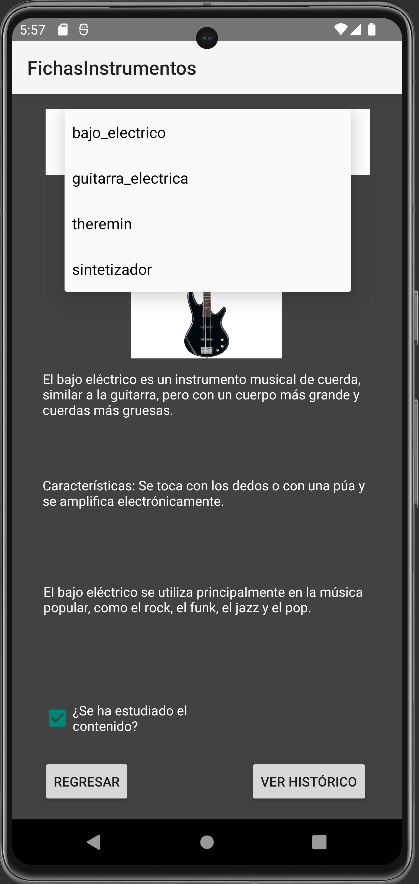 5:57
FichasInstrumentos
bajo_electrico
guitarra_electrica
theremin
sintetizador
El bajo eléctrico es un instrumento musical de cuerda,
similar a la guitarra, pero con un cuerpo más grande y
cuerdas más gruesas.
Características: Se toca con los dedos o con una púa y
se amplifica electrónicamente.
El bajo eléctrico se utiliza principalmente en la música
popular, como el rock, el funk, el jazz y el pop.
¿Se ha estudiado el
contenido?
REGRESAR
VER HISTÓRICO